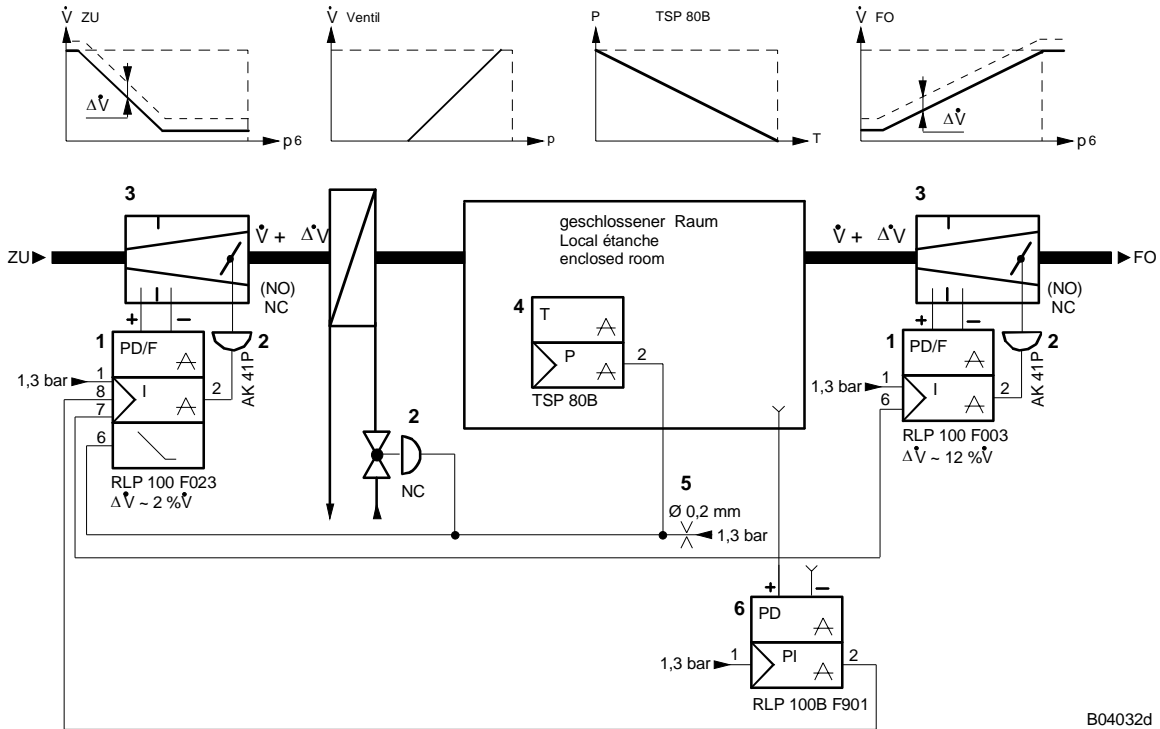 V̇ ZU
V̇ Ventil
P TSP 80B
V̇ FO
ΔV̇
p 6
p
T
ΔV̇
p6
3
3
geschlossener Raum
Local étanche
enclosed room
ZU
V̇ + ΔV̇
V̇ + ΔV̇
FO
(NO)
NC
(NO)
NC
+ −
+ −
4
T
P
2
TSP 80B
1
PD/F
2
AK 41P
1,3 bar
1
8
7
6
I
2
RLP 100 F023
ΔV̇ ~ 2 %V̇
2
NC
1
PD/F
2
AK 41P
1,3 bar
1
6
I
2
RLP 100 F003
ΔV̇ ~ 12 %V̇
5
Ø 0,2 mm
1,3 bar
+ −
6
PD
1,3 bar
1
PI
2
RLP 100B F901
B04032d